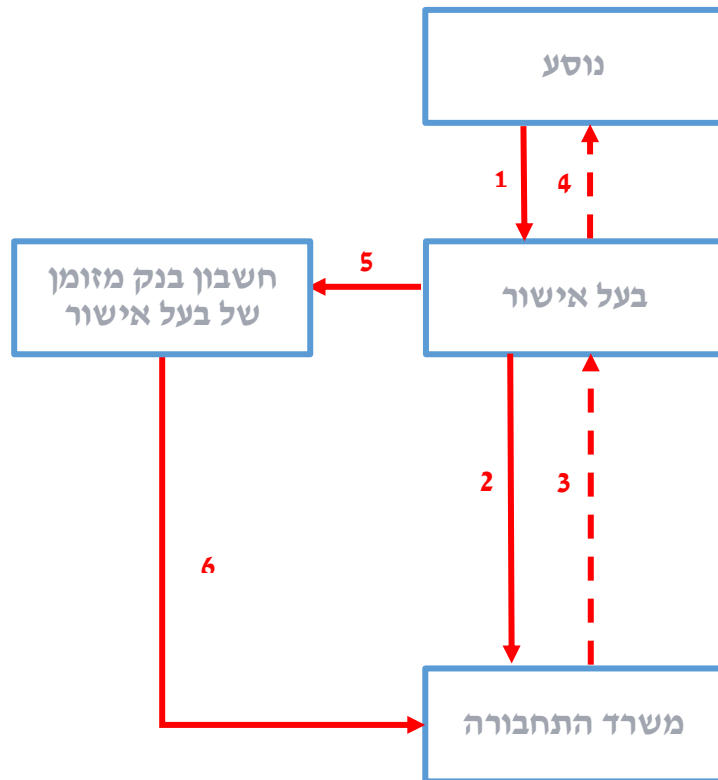 נוסע
1
4
5
חשבון בנק מזומן
של בעל אישור
בעל אישור
2
3
6
משרד התחבורה